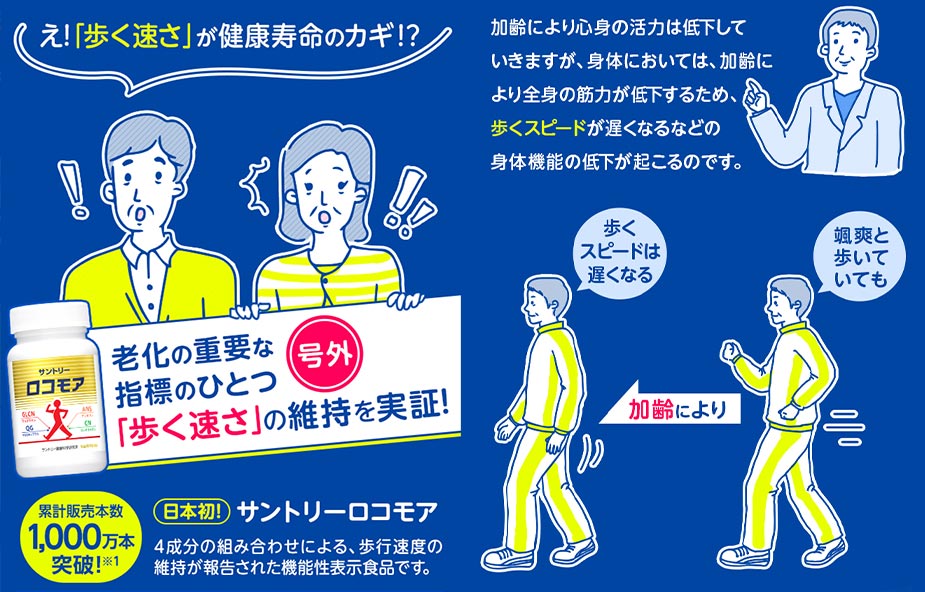 え!「歩く速さ」が健康寿命のカギ!?
老化の重要な
指標のひとつ
「歩く速さ」の維持を実証!
号外
サントリー
ロコモア
QG
CN
累計販売本数
1,000万本
突破!※1
日本初! サントリーロコモア
4成分の組み合わせによる、歩行速度の
維持が報告された機能性表示食品です。
加齢により心身の活力は低下して
いきますが、身体においては、加齢に
より全身の筋力が低下するため、
歩くスピードが遅くなるなどの
身体機能の低下が起こるのです。
歩く
スピードは
遅くなる
颯爽と
歩いて
いても
加齢により